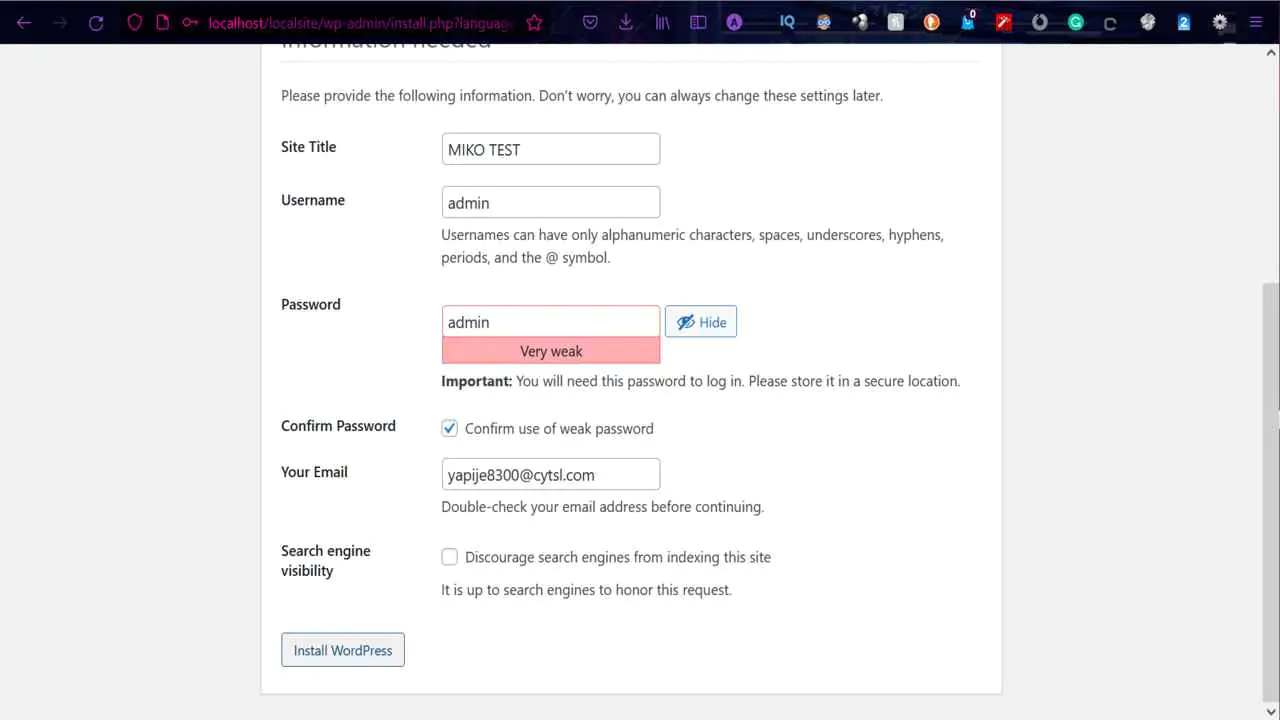 localhost/localsite/wp-admin/install.php?language
Information needed
Please provide the following information. Don't worry, you can always change these settings later.
Site Title
MIKO TEST
Username
admin
Usernames can have only alphanumeric characters, spaces, underscores, hyphens,
periods, and the @ symbol.
Password
admin
Hide
Very weak
Important: You will need this password to log in. Please store it in a secure location.
Confirm Password
Confirm use of weak password
Your Email
yapije8300@cytsl.com
Double-check your email address before continuing.
Search engine
visibility
Discourage search engines from indexing this site
It is up to search engines to honor this request.
Install WordPress